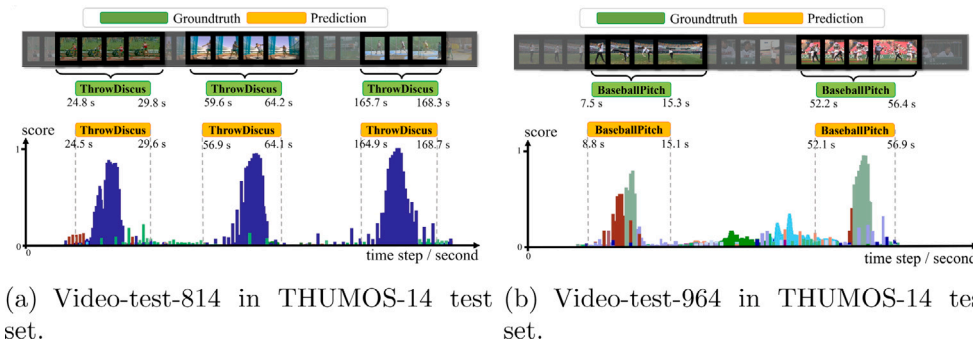 Groundtruth Prediction
ThrowDiscus ThrowDiscus ThrowDiscus
24.8 s 29.8 s 59.6 s 64.2 s 165.7 s 168.3 s
score ThrowDiscus ThrowDiscus ThrowDiscus
24.5 s 29,6 s 56.9 s 64.1 s 164.9 s 168.7 s
1
0
time step / second
(a) Video-test-814 in THUMOS-14 test
set.
Groundtruth Prediction
BaseballPitch BaseballPitch
7.5 s 15.3 s 52.2 s 56.4 s
score BaseballPitch BaseballPitch
8.8 s 15.1 s 52.1 s 56.9 s
1
0
time step / second
(b) Video-test-964 in THUMOS-14 test
set.